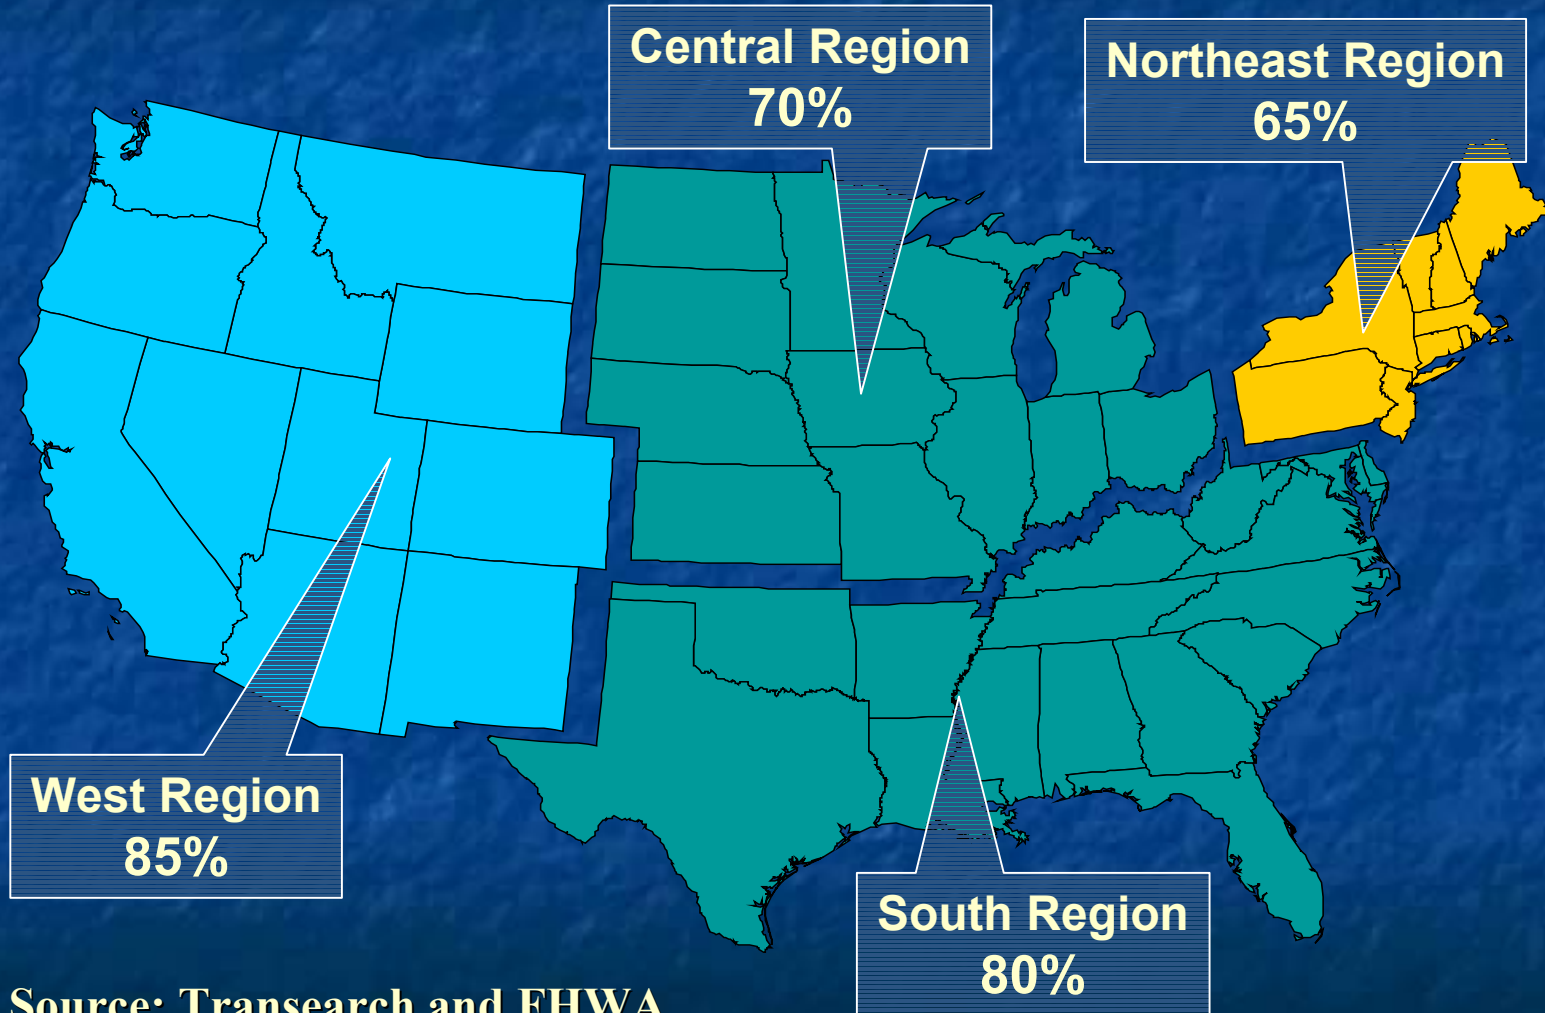 Central Region
70%
Northeast Region
65%
West Region
85%
South Region
80%
Source: Transearch and FHWA